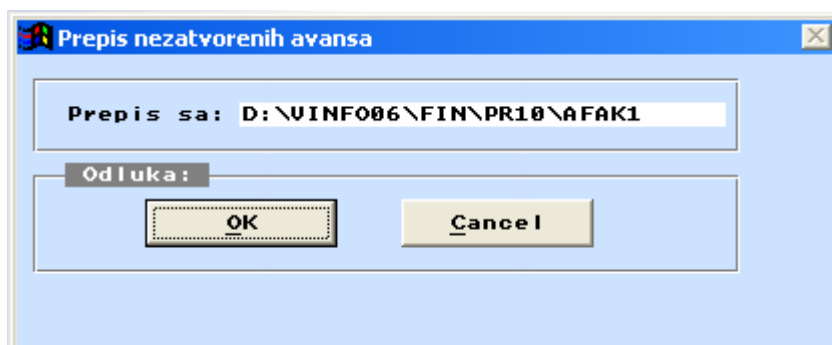 Prepis nezatvorenih avansa
Prepis sa: D:\VINFO06\FIN\PR10\AFAK1
Odluka:
OK
Cancel